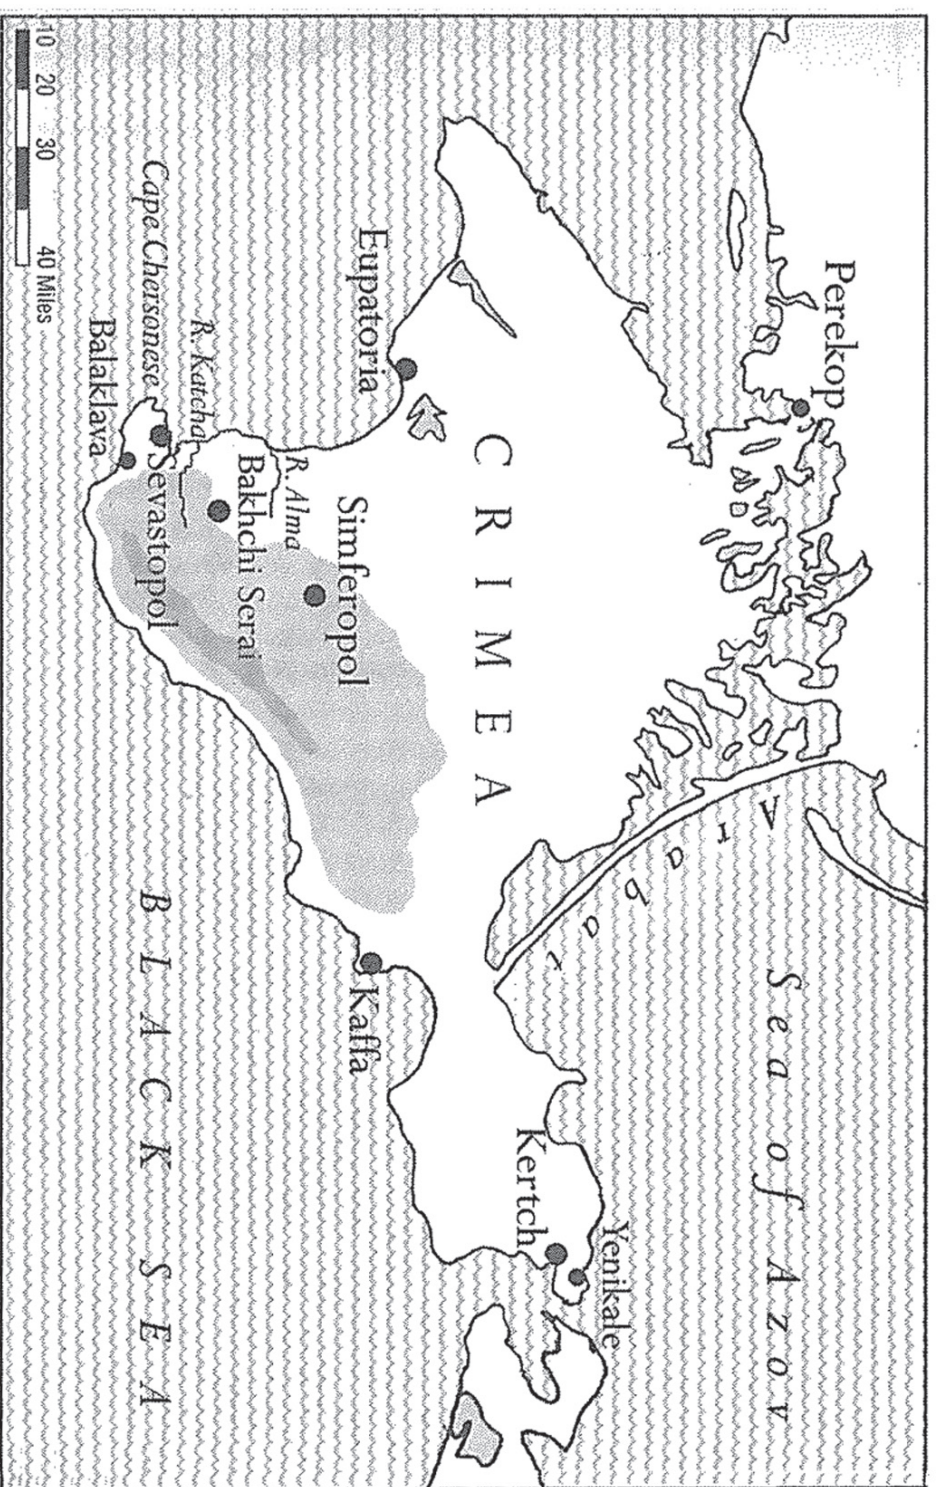 Perekop
Sea of Azov
Yenikale
Kertch
CRIMEA
Eupatoria
Simferopol
Kaffa
R. Alma
Bakhchi Serai
R. Katcha
Sevastopol
Cape Chersonese
BLACK SEA
Balaklava
10 20 30 40 Miles